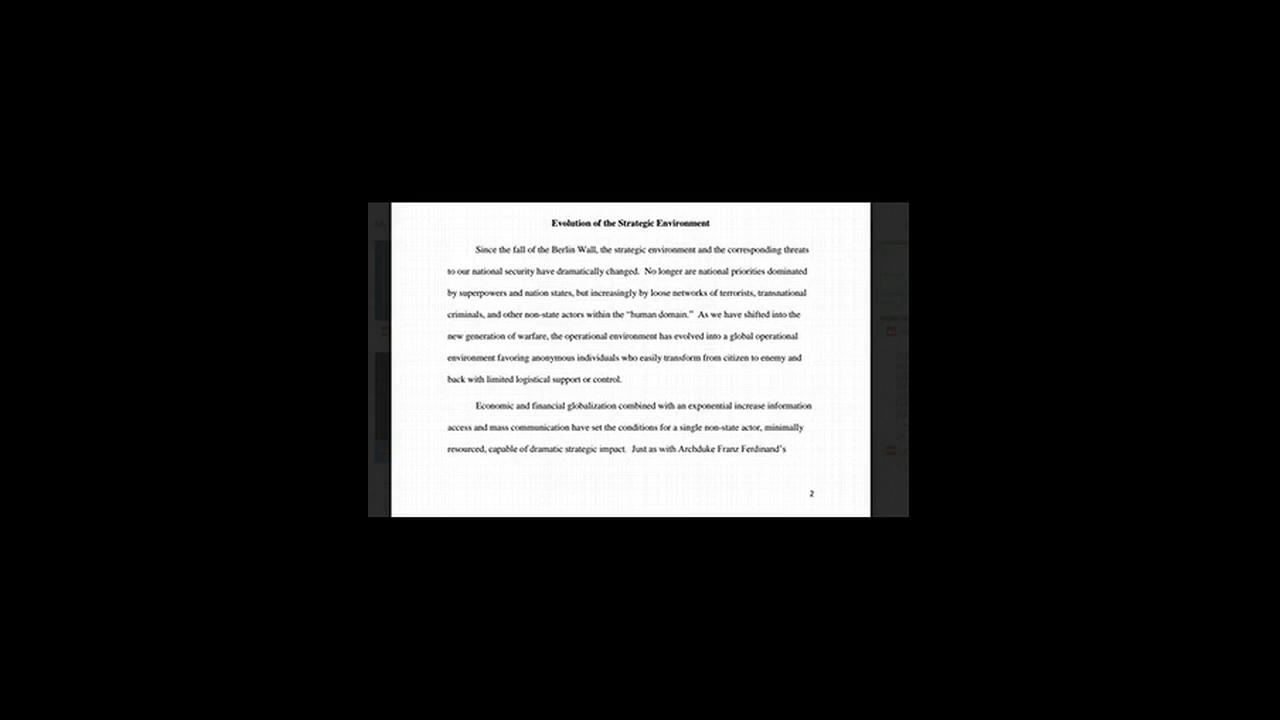 Evolution of the Strategic Environment
Since the fall of the Berlin Wall, the strategic environment and the corresponding threats
to our national security have dramatically changed.  No longer are national priorities dominated
by superpowers and nation states, but increasingly by loose networks of terrorists, transnational
criminals, and other non-state actors within the “human domain.”  As we have shifted into the
new generation of warfare, the operational environment has evolved into a global operational
environment favoring anonymous individuals who easily transform from citizen to enemy and
back with limited logistical support or control.
Economic and financial globalization combined with an exponential increase information
access and mass communication have set the conditions for a single non-state actor, minimally
resourced, capable of dramatic strategic impact.  Just as with Archduke Franz Ferdinand’s
2